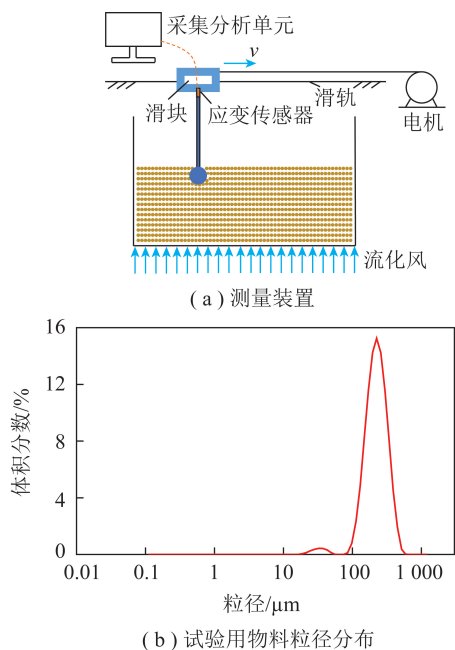 采集分析单元
v
滑块
应变传感器
滑轨
电机
流化风
( a ) 测量装置
16
12
8
4
0
体积分数/%
0.01
0.1
1
10
100
1 000
粒径/μm
( b ) 试验用物料粒径分布